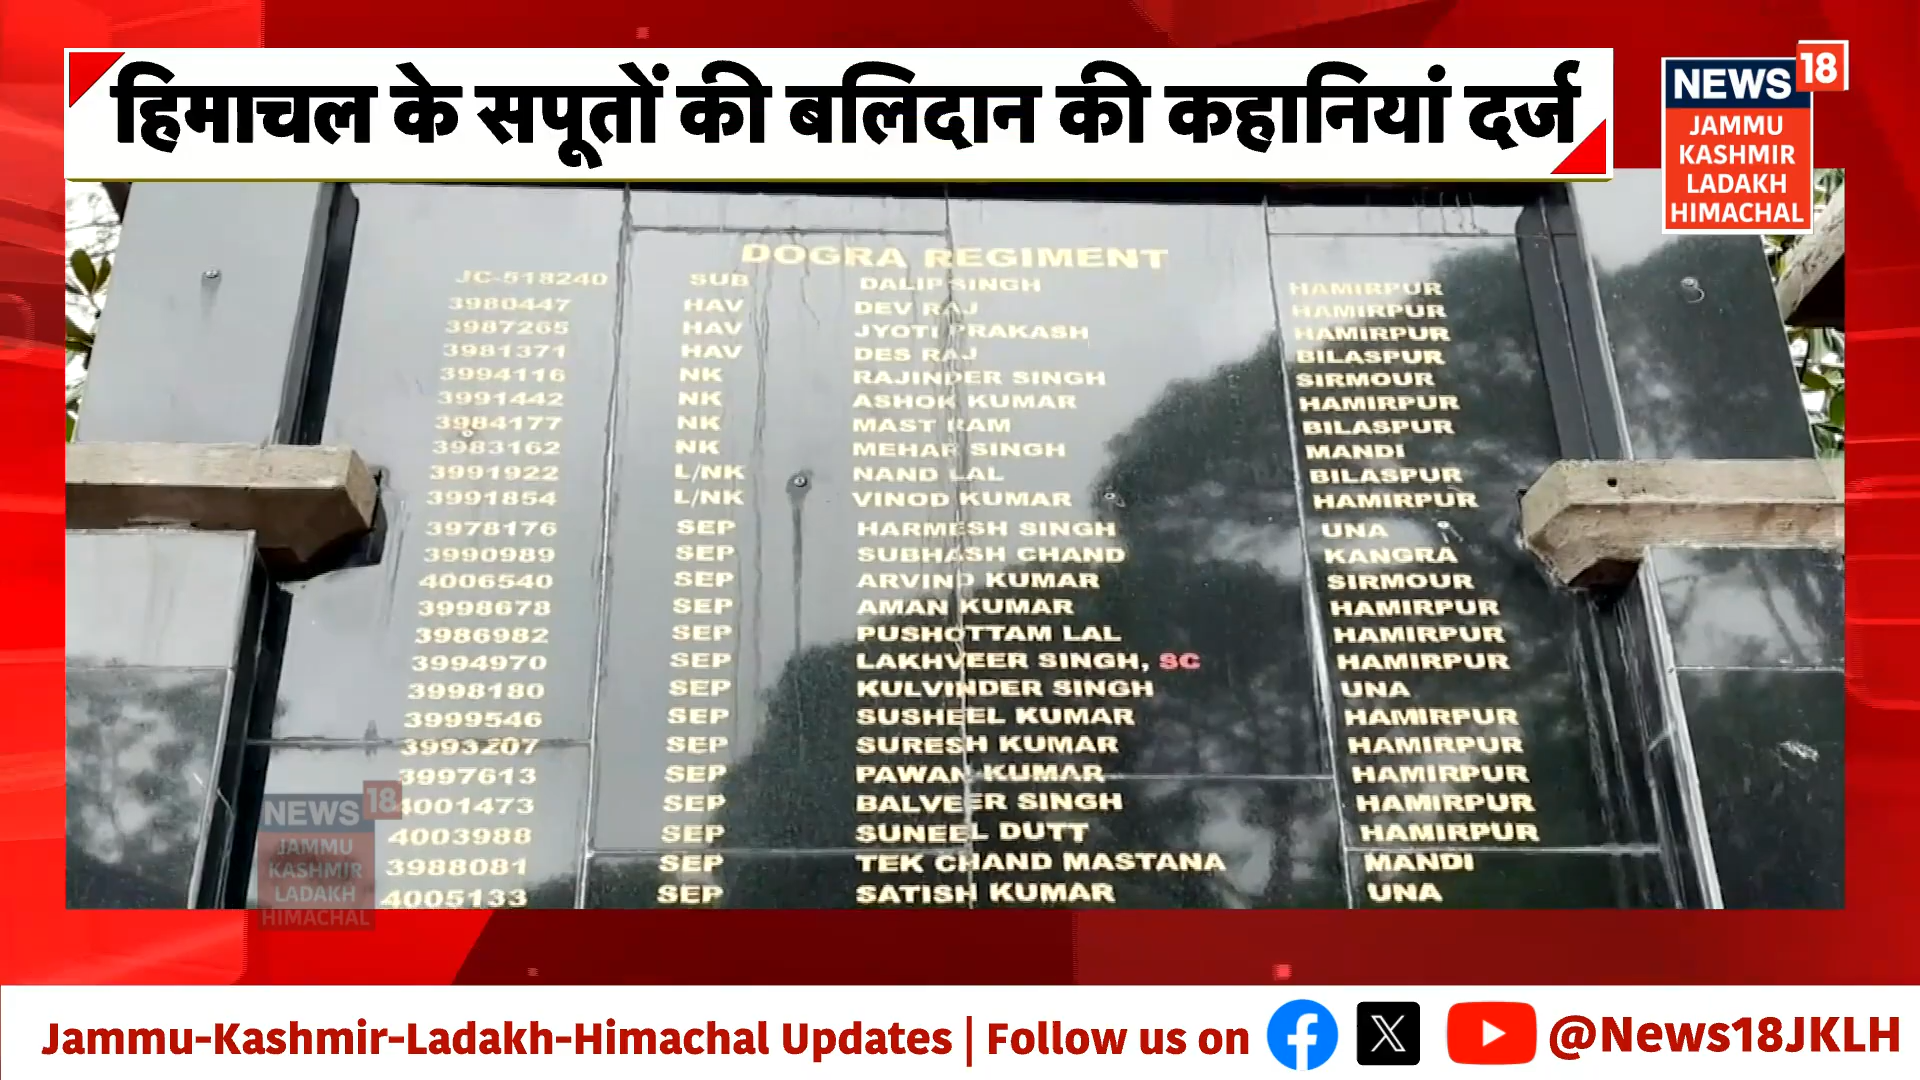 हिमाचल के सपूतों की बलिदान की कहानियां दर्ज
NEWS 18
JAMMU
KASHMIR
LADAKH
HIMACHAL
DOGRA REGIMENT
JC-518240 SUB DALIP SINGH HAMIRPUR
3980447 HAV DEV RAJ HAMIRPUR
3987265 HAV JYOTI PRAKASH HAMIRPUR
3981371 HAV DES RAJ BILASPUR
3994116 NK RAJINDER SINGH SIRMOUR
3991442 NK ASHOK KUMAR HAMIRPUR
3984177 NK MAST RAM BILASPUR
3983162 NK MEHAR SINGH MANDI
3991922 L/NK NAND LAL BILASPUR
3991854 L/NK VINOD KUMAR HAMIRPUR
3978176 SEP HARMESH SINGH UNA
3990989 SEP SUBHASH CHAND KANGRA
4006540 SEP ARVIND KUMAR SIRMOUR
3998678 SEP AMAN KUMAR HAMIRPUR
3986982 SEP PUSHOTTAM LAL HAMIRPUR
3994970 SEP LAKHVEER SINGH, SC HAMIRPUR
3998180 SEP KULVINDER SINGH UNA
3999546 SEP SUSHEEL KUMAR HAMIRPUR
3993207 SEP SURESH KUMAR HAMIRPUR
3997613 SEP PAWAN KUMAR HAMIRPUR
4001473 SEP BALVEER SINGH HAMIRPUR
4003988 SEP SUNEEL DUTT HAMIRPUR
3988081 SEP TEK CHAND MASTANA MANDI
4005133 SEP SATISH KUMAR UNA
NEWS 18
JAMMU
KASHMIR
LADAKH
HIMACHAL
Jammu-Kashmir-Ladakh-Himachal Updates | Follow us on @News18JKLH